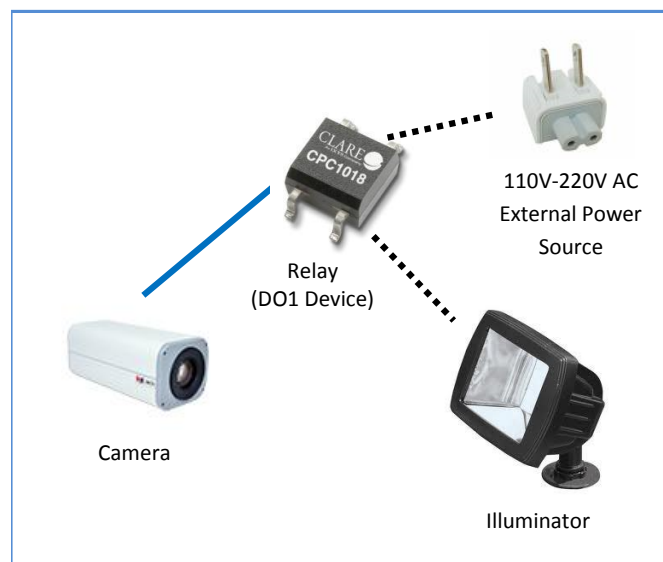 CLARE
CPC1018
110V-220V AC
External Power
Source
Relay
(DO1 Device)
Camera
Illuminator